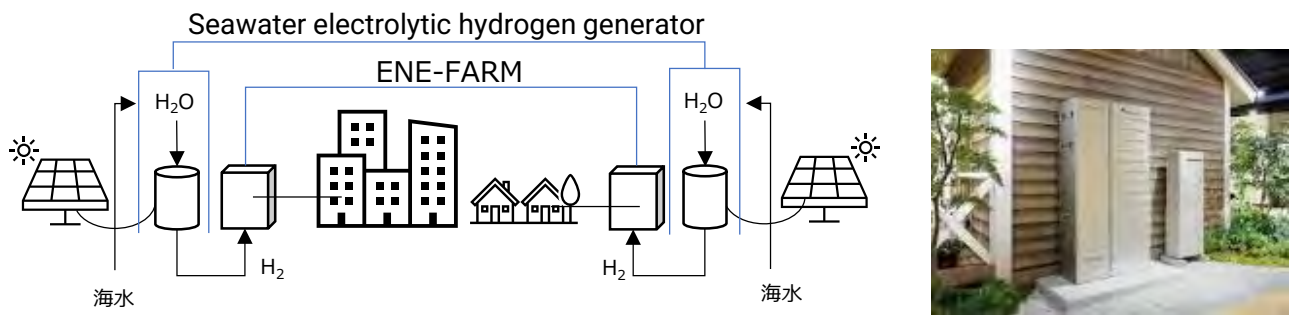 Seawater electrolytic hydrogen generator
ENE-FARM
H₂O
H₂O
H₂
H₂
海水
海水